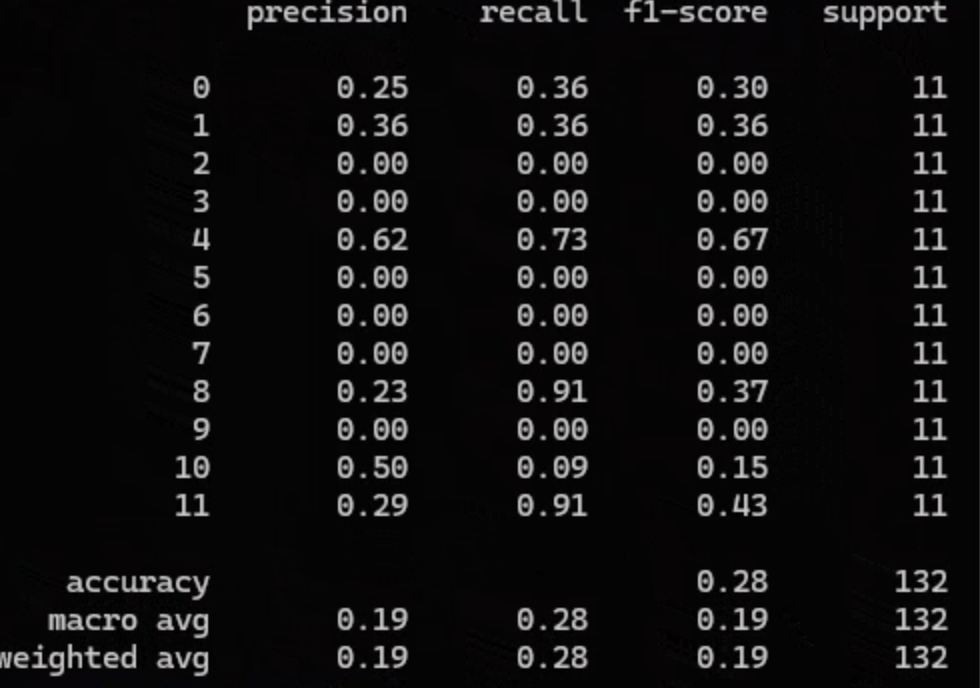 precision recall f1-score support
0 0.25 0.36 0.30 11
1 0.36 0.36 0.36 11
2 0.00 0.00 0.00 11
3 0.00 0.00 0.00 11
4 0.62 0.73 0.67 11
5 0.00 0.00 0.00 11
6 0.00 0.00 0.00 11
7 0.00 0.00 0.00 11
8 0.23 0.91 0.37 11
9 0.00 0.00 0.00 11
10 0.50 0.09 0.15 11
11 0.29 0.91 0.43 11
accuracy 0.28 132
macro avg 0.19 0.28 0.19 132
weighted avg 0.19 0.28 0.19 132